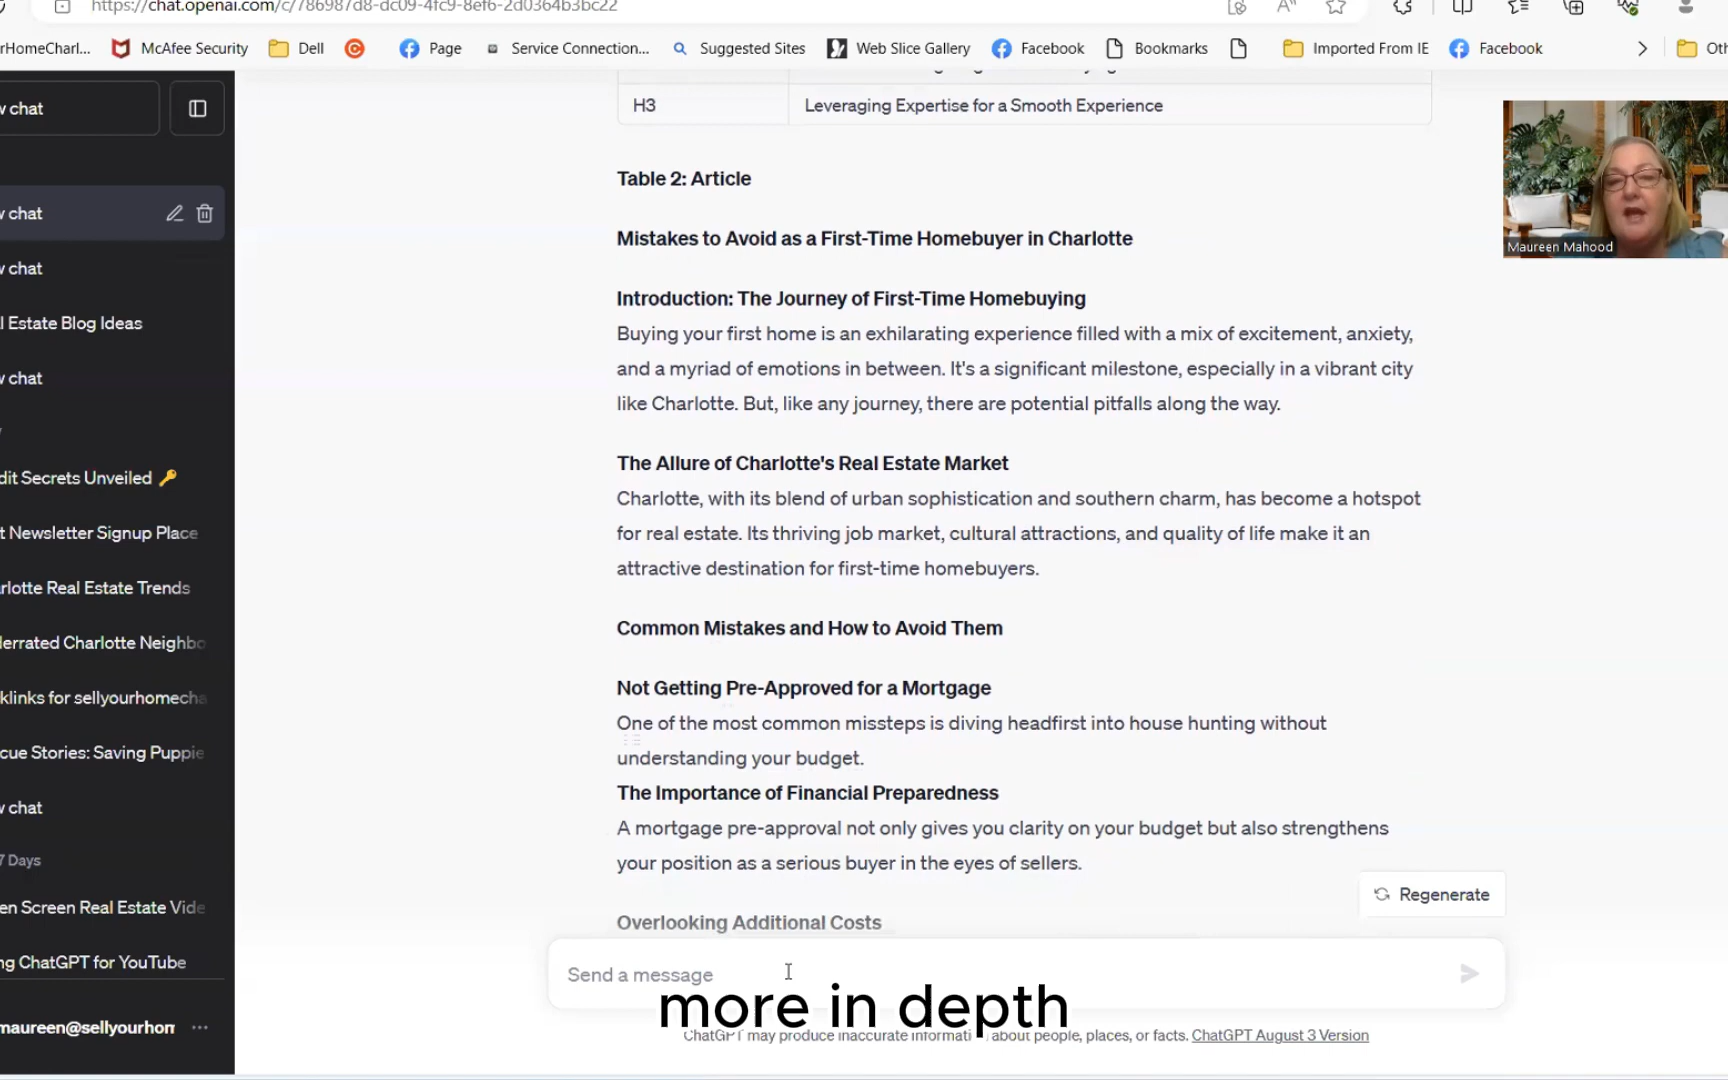 https://chat.openai.com/c/786987d8-dc09-4fc9-8ef6-2d0364b3bc22
rHomeCharl... McAfee Security Dell Page Service Connection... Suggested Sites Web Slice Gallery Facebook Bookmarks Imported From IE Facebook Oth
w chat
w chat
w chat
l Estate Blog Ideas
w chat
dit Secrets Unveiled 🔑
t Newsletter Signup Place
rlotte Real Estate Trends
derrated Charlotte Neighbo
klinks for sellyourhomecha
cue Stories: Saving Puppie
w chat
7 Days
en Screen Real Estate Vide
ng ChatGPT for YouTube
maureen@sellyourhon ...
H3 Leveraging Expertise for a Smooth Experience
Table 2: Article
Mistakes to Avoid as a First-Time Homebuyer in Charlotte
Introduction: The Journey of First-Time Homebuying
Buying your first home is an exhilarating experience filled with a mix of excitement, anxiety,
and a myriad of emotions in between. It's a significant milestone, especially in a vibrant city
like Charlotte. But, like any journey, there are potential pitfalls along the way.
The Allure of Charlotte's Real Estate Market
Charlotte, with its blend of urban sophistication and southern charm, has become a hotspot
for real estate. Its thriving job market, cultural attractions, and quality of life make it an
attractive destination for first-time homebuyers.
Common Mistakes and How to Avoid Them
Not Getting Pre-Approved for a Mortgage
One of the most common missteps is diving headfirst into house hunting without
understanding your budget.
The Importance of Financial Preparedness
A mortgage pre-approval not only gives you clarity on your budget but also strengthens
your position as a serious buyer in the eyes of sellers.
Overlooking Additional Costs
Regenerate
Send a message
more in depth
ChatGPT may produce inaccurate informati about people, places, or facts. ChatGPT August 3 Version
Maureen Mahood